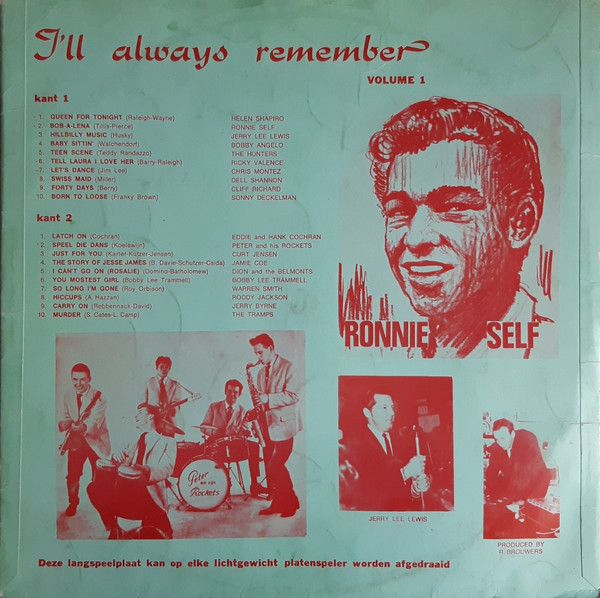 I'll always remember
VOLUME 1
kant 1
1. QUEEN FOR TONIGHT (Raleigh-Wayne) HELEN SHAPIRO
2. BOB-A-LENA (Tillis-Pierce) RONNIE SELF
3. HILLBILLY MUSIC (Husky) JERRY LEE LEWIS
4. BABY SITTIN' (Walchendorf) BOBBY ANGELO
5. TEEN SCENE (Teddy Randazzo) THE HUNTERS
6. TELL LAURA I LOVE HER (Barry-Raleigh) RICKY VALENCE
7. LET'S DANCE (Jim Lee) CHRIS MONTEZ
8. SWISS MAID (Miller) DELL SHANNON
9. FORTY DAYS (Berry) CLIFF RICHARD
10. BORN TO LOOSE (Franky Brown) SONNY DECKELMAN
kant 2
1. LATCH ON (Cochran) EDDIE and HANK COCHRAN
2. SPEEL DIE DANS (Koelewijn) PETER and his ROCKETS
3. JUST FOR YOU (Karter-Kutzer-Jensen) CURT JENSEN
4. THE STORY OF JESSE JAMES (B. Davie-Schutzer-Csida) JAMIE COE
5. I CAN'T GO ON (ROSALIE) (Domino-Batholomew) DION and the BELMONTS
6. YOU MOSTEST GIRL (Bobby Lee Trammell) BOBBY LEE TRAMMELL
7. SO LONG I'M GONE (Roy Orbison) WARREN SMITH
8. HICCUPS (A. Hazzan) RODDY JACKSON
9. CARRY ON (Rebbennack David) JERRY BYRNE
10. MURDER (S. Cates-L. Camp) THE TRAMPS
RONNIE SELF
Peter
en zijn
Rockets
JERRY LEE LEWIS
PRODUCED BY
R. BROUWERS
Deze langspeelplaat kan op elke lichtgewicht platenspeler worden afgedraaid